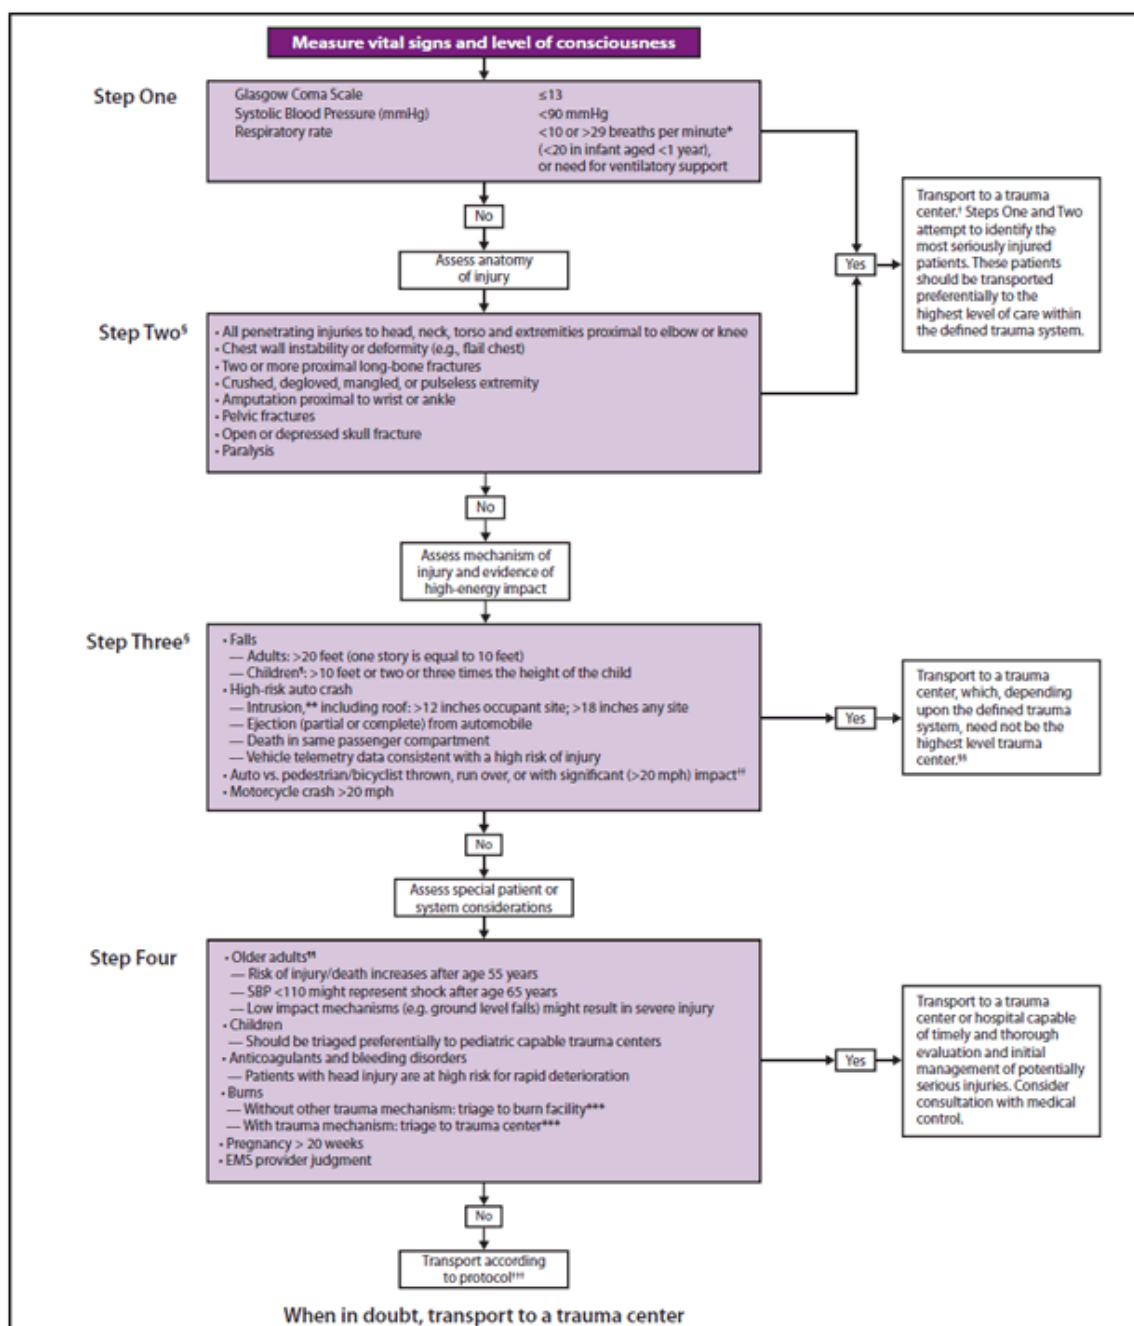 Measure vital signs and level of consciousness
Step One
Glasgow Coma Scale ≤13
Systolic Blood Pressure (mmHg) <90 mmHg
Respiratory rate <10 or >29 breaths per minute*
(<20 in infant aged <1 year),
or need for ventilatory support
No
Yes
Transport to a trauma
center.† Steps One and Two
attempt to identify the
most seriously injured
patients. These patients
should be transported
preferentially to the
highest level of care within
the defined trauma system.
Assess anatomy
of injury
Step Two§
• All penetrating injuries to head, neck, torso and extremities proximal to elbow or knee
• Chest wall instability or deformity (e.g., flail chest)
• Two or more proximal long-bone fractures
• Crushed, degloved, mangled, or pulseless extremity
• Amputation proximal to wrist or ankle
• Pelvic fractures
• Open or depressed skull fracture
• Paralysis
No
Assess mechanism of
injury and evidence of
high-energy impact
Step Three§
• Falls
— Adults: >20 feet (one story is equal to 10 feet)
— Children¶: >10 feet or two or three times the height of the child
• High-risk auto crash
— Intrusion,** including roof: >12 inches occupant site; >18 inches any site
— Ejection (partial or complete) from automobile
— Death in same passenger compartment
— Vehicle telemetry data consistent with a high risk of injury
• Auto vs. pedestrian/bicyclist thrown, run over, or with significant (>20 mph) impact††
• Motorcycle crash >20 mph
Yes
Transport to a trauma
center, which, depending
upon the defined trauma
system, need not be the
highest level trauma
center.§§
No
Assess special patient or
system considerations
Step Four
• Older adults¶¶
— Risk of injury/death increases after age 55 years
— SBP <110 might represent shock after age 65 years
— Low impact mechanisms (e.g. ground level falls) might result in severe injury
• Children
— Should be triaged preferentially to pediatric capable trauma centers
• Anticoagulants and bleeding disorders
— Patients with head injury are at high risk for rapid deterioration
• Burns
— Without other trauma mechanism: triage to burn facility***
— With trauma mechanism: triage to trauma center***
• Pregnancy > 20 weeks
• EMS provider judgment
Yes
Transport to a trauma
center or hospital capable
of timely and thorough
evaluation and initial
management of potentially
serious injuries. Consider
consultation with medical
control.
No
Transport according
to protocol†††
When in doubt, transport to a trauma center